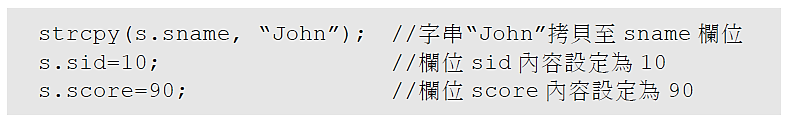 strcpy(s.sname, “John”); //字串“John”拷貝至 sname 欄位
s.sid=10; //欄位 sid 內容設定為 10
s.score=90; //欄位 score 內容設定為 90